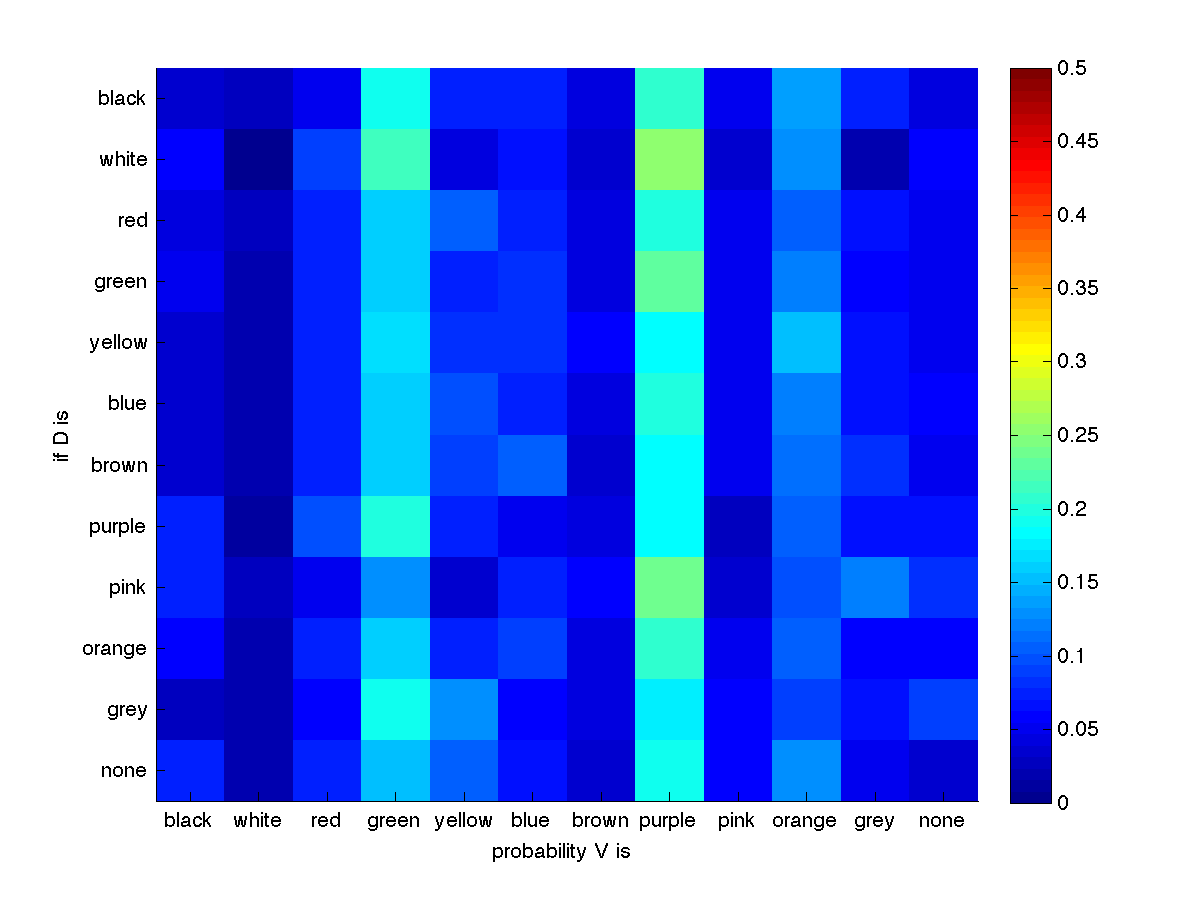 0.5
black
0.45
white
0.4
red
0.35
green
0.3
yellow
0.25
blue
if D is
brown
0.2
purple
0.15
pink
0.1
orange
0.05
grey
none
0
black white red green yellow blue brown purple pink orange grey none
probability V is